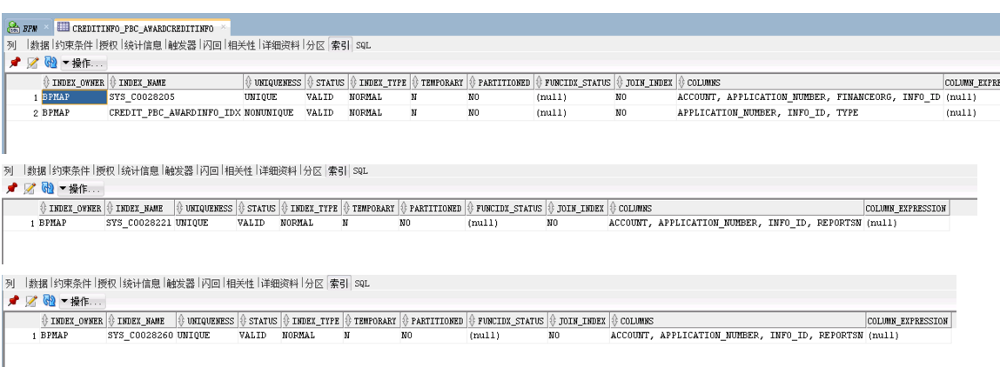 BPM CREDITINFO_PBC_AWARDCREDITINFO
列 |数据|约束条件|授权|统计信息|触发器|闪回|相关性|详细资料|分区|索引|SQL
操作...
INDEX_OWNER INDEX_NAME UNIQUENESS STATUS INDEX_TYPE TEMPORARY PARTITIONED FUNCIDX_STATUS JOIN_INDEX COLUMNS COLUMN_EXPRE
1 BPMAP SYS_C0028205 UNIQUE VALID NORMAL N NO (null) NO ACCOUNT, APPLICATION_NUMBER, FINANCEORG, INFO_ID (null)
2 BPMAP CREDIT_PBC_AWARDINFO_IDX NONUNIQUE VALID NORMAL N NO (null) NO APPLICATION_NUMBER, INFO_ID, TYPE (null)
列 |数据|约束条件|授权|统计信息|触发器|闪回|相关性|详细资料|分区|索引|SQL
操作...
INDEX_OWNER INDEX_NAME UNIQUENESS STATUS INDEX_TYPE TEMPORARY PARTITIONED FUNCIDX_STATUS JOIN_INDEX COLUMNS COLUMN_EXPRESSION
1 BPMAP SYS_C0028221 UNIQUE VALID NORMAL N NO (null) NO ACCOUNT, APPLICATION_NUMBER, INFO_ID, REPORTSN (null)
列 |数据|约束条件|授权|统计信息|触发器|闪回|相关性|详细资料|分区|索引|SQL
操作...
INDEX_OWNER INDEX_NAME UNIQUENESS STATUS INDEX_TYPE TEMPORARY PARTITIONED FUNCIDX_STATUS JOIN_INDEX COLUMNS COLUMN_EXPRESSION
1 BPMAP SYS_C0028260 UNIQUE VALID NORMAL N NO (null) NO ACCOUNT, APPLICATION_NUMBER, INFO_ID, REPORTSN (null)